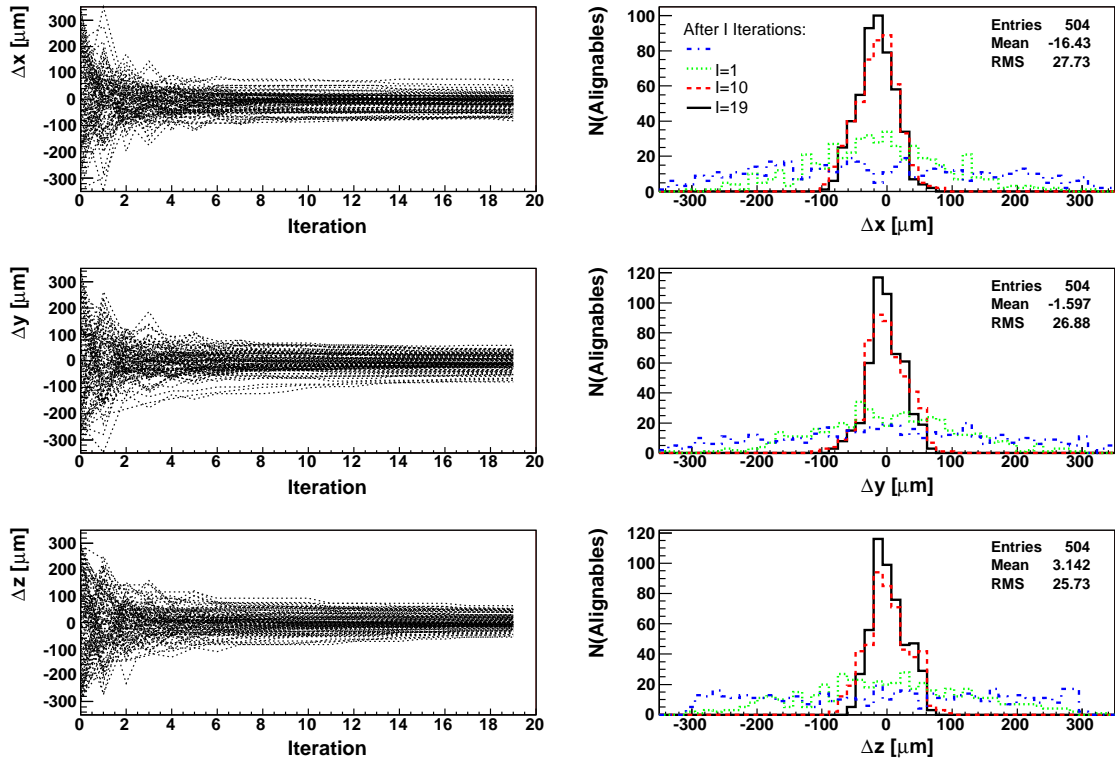 Δx [μm]
300
200
100
0
-100
-200
-300
0 2 4 6 8 10 12 14 16 18 20
Iteration
N(Alignables)
100
80
60
40
20
0
After I Iterations:
I=1
I=10
I=19
Entries 504
Mean -16.43
RMS 27.73
-300 -200 -100 0 100 200 300
Δx [μm]
Δy [μm]
300
200
100
0
-100
-200
-300
0 2 4 6 8 10 12 14 16 18 20
Iteration
N(Alignables)
120
100
80
60
40
20
0
Entries 504
Mean -1.597
RMS 26.88
-300 -200 -100 0 100 200 300
Δy [μm]
Δz [μm]
300
200
100
0
-100
-200
-300
0 2 4 6 8 10 12 14 16 18 20
Iteration
N(Alignables)
120
100
80
60
40
20
0
Entries 504
Mean 3.142
RMS 25.73
-300 -200 -100 0 100 200 300
Δz [μm]